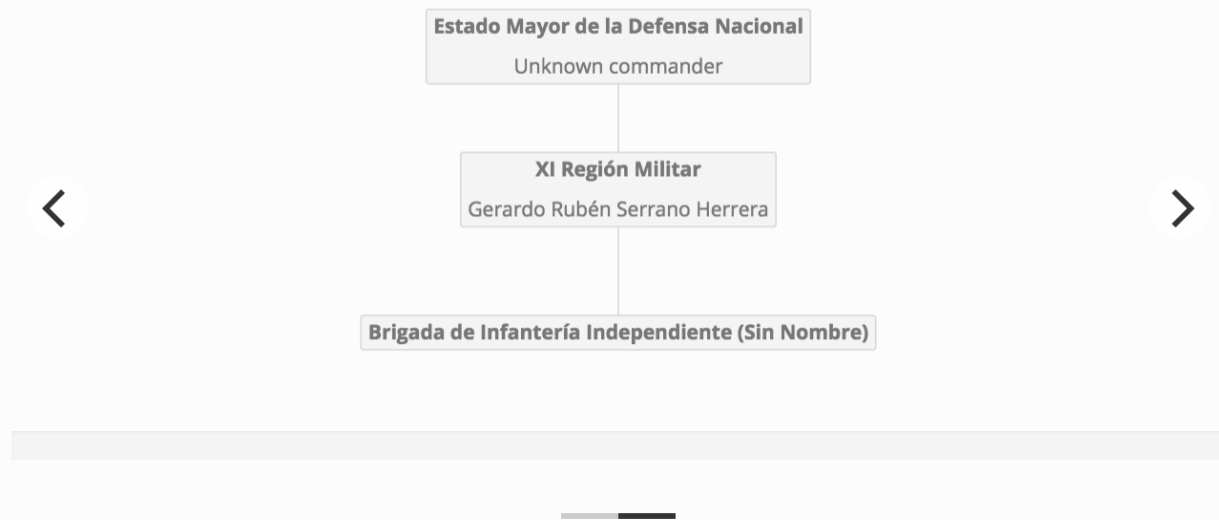 Estado Mayor de la Defensa Nacional
Unknown commander
XI Región Militar
Gerardo Rubén Serrano Herrera
Brigada de Infantería Independiente (Sin Nombre)